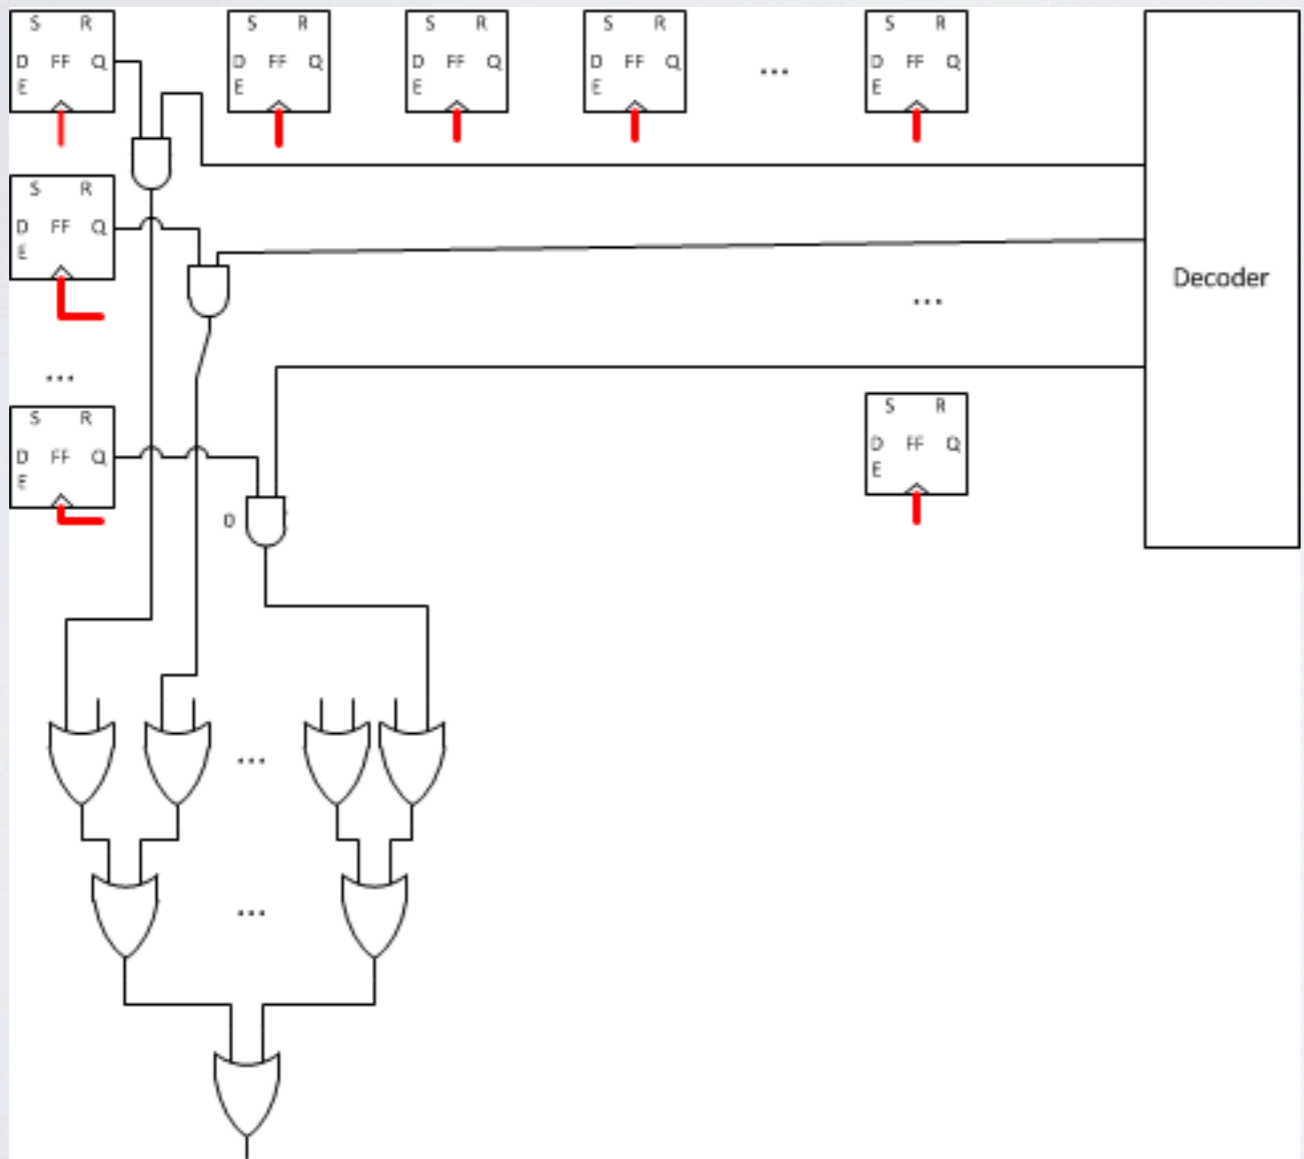 S R S R S R S R S R
D FF Q D FF Q D FF Q D FF Q ... D FF Q
E E E E E
S R
D FF Q
E
Decoder
...
...
S R S R
D FF Q D FF Q
E E
D
...
...